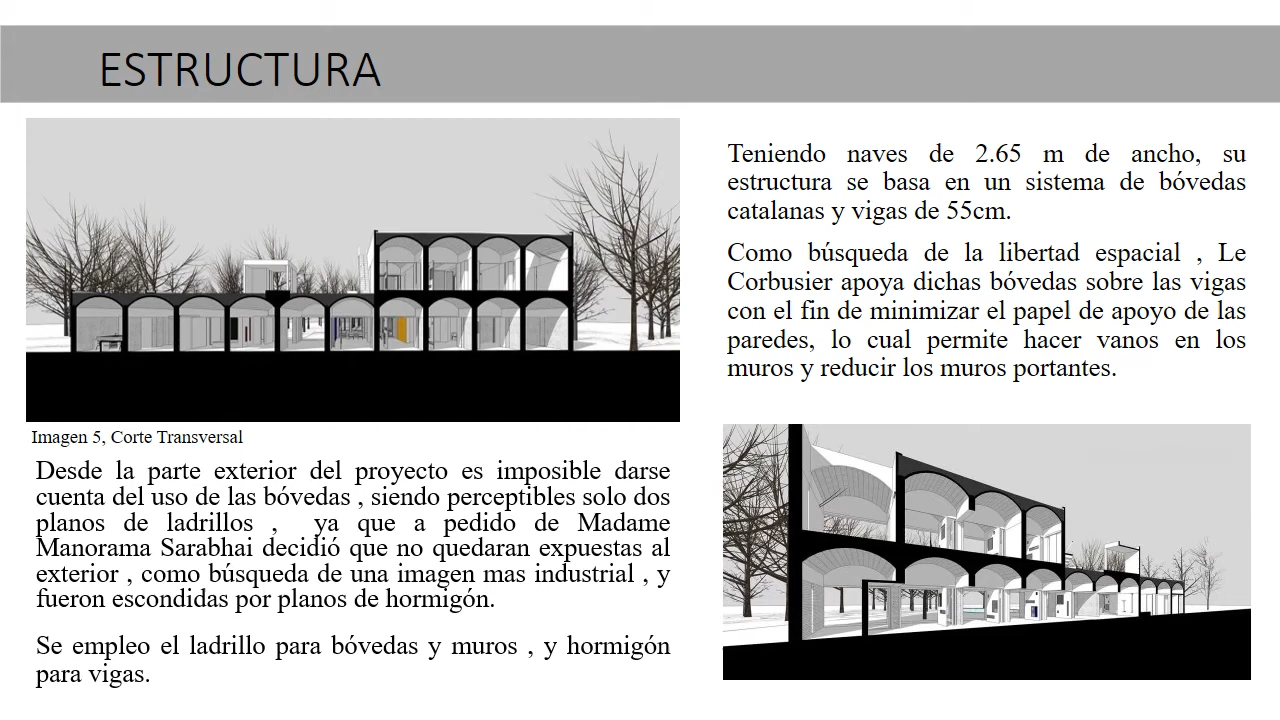 ESTRUCTURA
Teniendo naves de 2.65 m de ancho, su
estructura se basa en un sistema de bóvedas
catalanas y vigas de 55cm.
Como búsqueda de la libertad espacial , Le
Corbusier apoya dichas bóvedas sobre las vigas
con el fin de minimizar el papel de apoyo de las
paredes, lo cual permite hacer vanos en los
muros y reducir los muros portantes.
Imagen 5, Corte Transversal
Desde la parte exterior del proyecto es imposible darse
cuenta del uso de las bóvedas , siendo perceptibles solo dos
planos de ladrillos , ya que a pedido de Madame
Manorama Sarabhai decidió que no quedaran expuestas al
exterior , como búsqueda de una imagen mas industrial , y
fueron escondidas por planos de hormigón.
Se empleo el ladrillo para bóvedas y muros , y hormigón
para vigas.